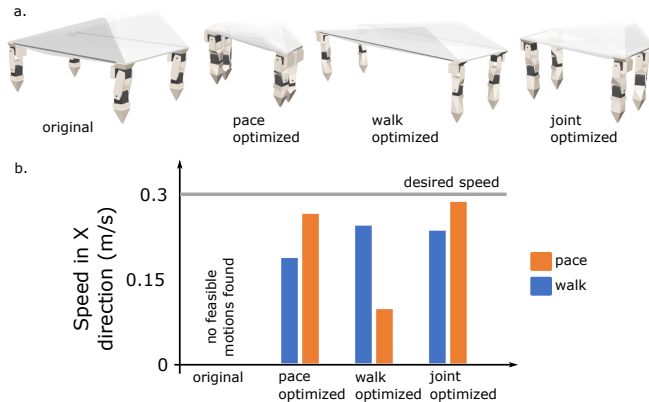 a.
original
pace
optimized
walk
optimized
joint
optimized
b.
Speed in X
direction (m/s)
0.3
0.15
0
desired speed
no feasible
motions found
pace
walk
original
pace
optimized
walk
optimized
joint
optimized